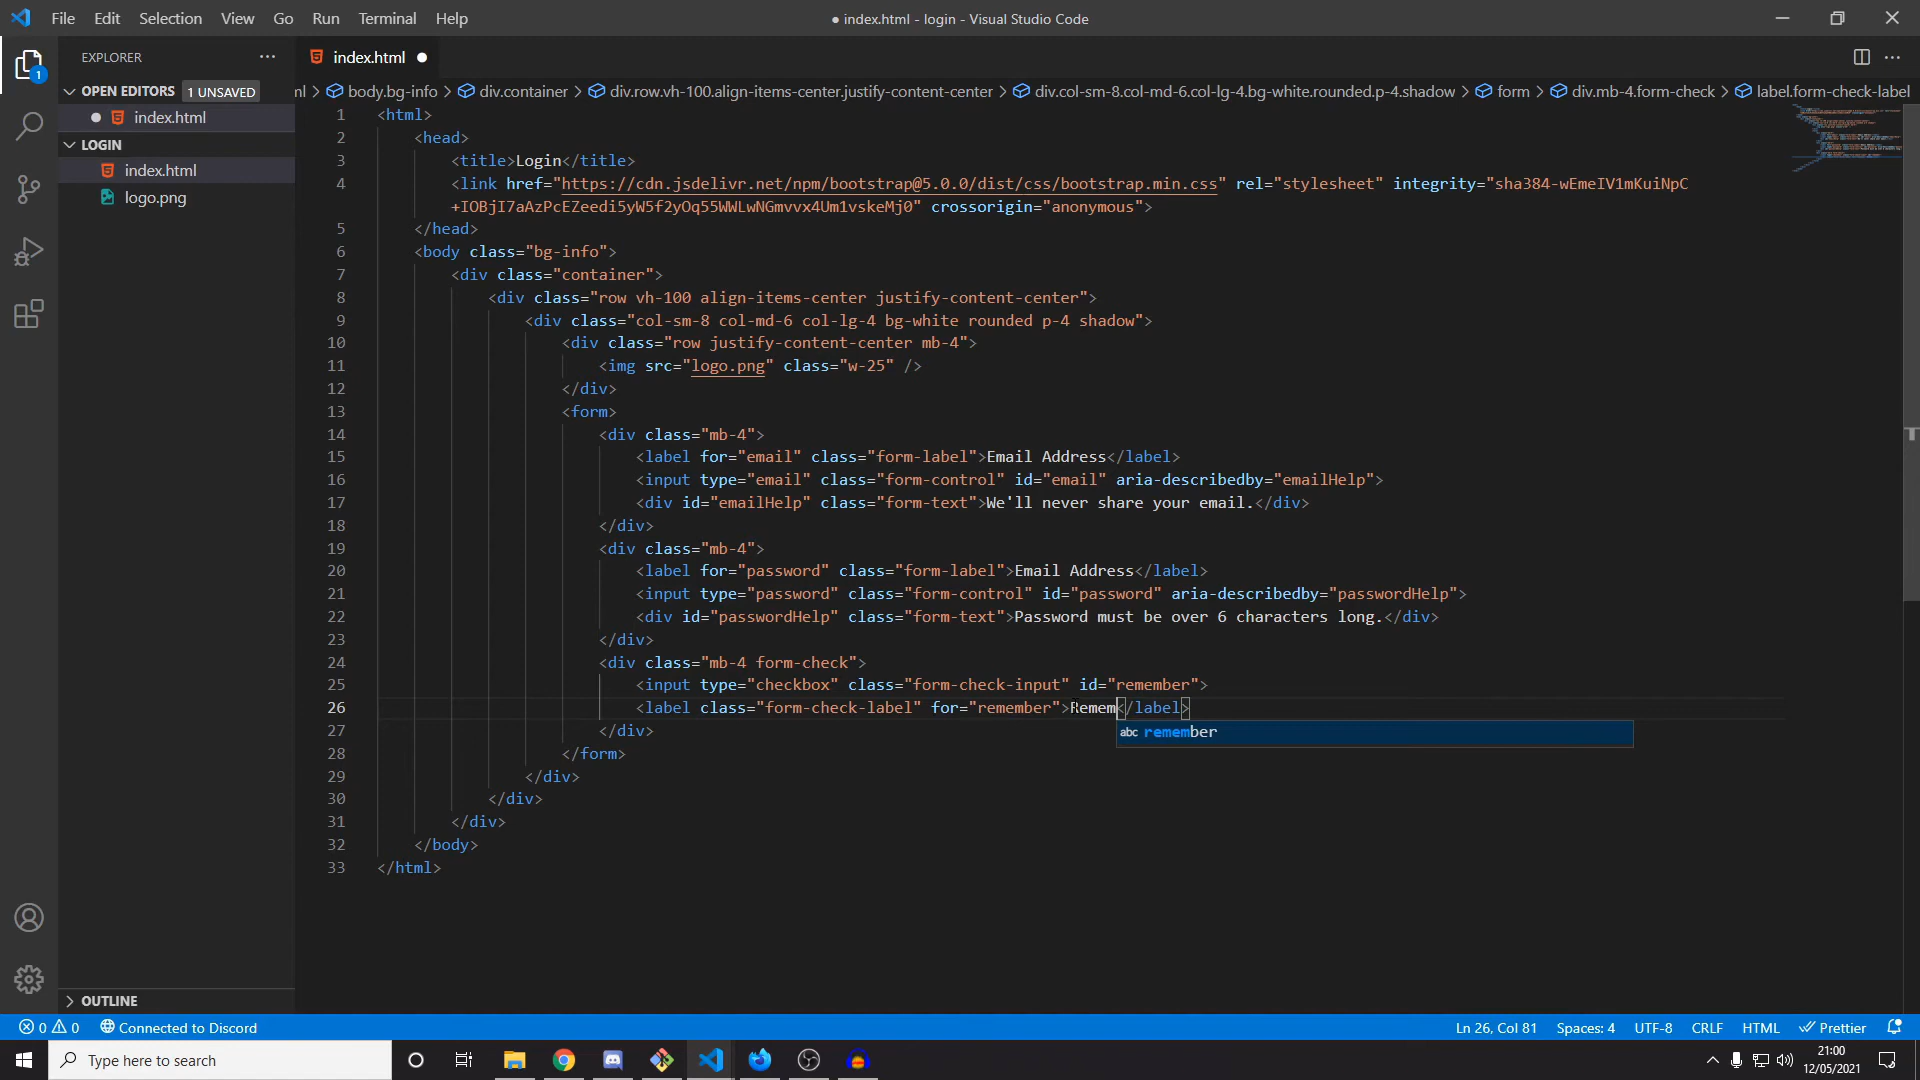 File Edit Selection View Go Run Terminal Help
● index.html - login - Visual Studio Code
EXPLORER
OPEN EDITORS 1 UNSAVED
index.html
LOGIN
index.html
logo.png
OUTLINE
index.html
ml > body.bg-info > div.container > div.row.vh-100.align-items-center.justify-content-center > div.col-sm-8.col-md-6.col-lg-4.bg-white.rounded.p-4.shadow > form > div.mb-4.form-check > label.form-check-label
1 <html>
2 <head>
3 <title>Login</title>
4 <link href="https://cdn.jsdelivr.net/npm/bootstrap@5.0.0/dist/css/bootstrap.min.css" rel="stylesheet" integrity="sha384-wEmeIV1mKuiNpC
+IOBjI7aAzPcEZeedi5yW5f2yOq55WWLwNGmvvx4Um1vskeMj0" crossorigin="anonymous">
5 </head>
6 <body class="bg-info">
7 <div class="container">
8 <div class="row vh-100 align-items-center justify-content-center">
9 <div class="col-sm-8 col-md-6 col-lg-4 bg-white rounded p-4 shadow">
10 <div class="row justify-content-center mb-4">
11 <img src="logo.png" class="w-25" />
12 </div>
13 <form>
14 <div class="mb-4">
15 <label for="email" class="form-label">Email Address</label>
16 <input type="email" class="form-control" id="email" aria-describedby="emailHelp">
17 <div id="emailHelp" class="form-text">We'll never share your email.</div>
18 </div>
19 <div class="mb-4">
20 <label for="password" class="form-label">Email Address</label>
21 <input type="password" class="form-control" id="password" aria-describedby="passwordHelp">
22 <div id="passwordHelp" class="form-text">Password must be over 6 characters long.</div>
23 </div>
24 <div class="mb-4 form-check">
25 <input type="checkbox" class="form-check-input" id="remember">
26 <label class="form-check-label" for="remember">Remem</label>
abc remember
27 </div>
28 </form>
29 </div>
30 </div>
31 </div>
32 </body>
33 </html>
0 0 Connected to Discord
Ln 26, Col 81 Spaces: 4 UTF-8 CRLF HTML Prettier
Type here to search
21:00
12/05/2021